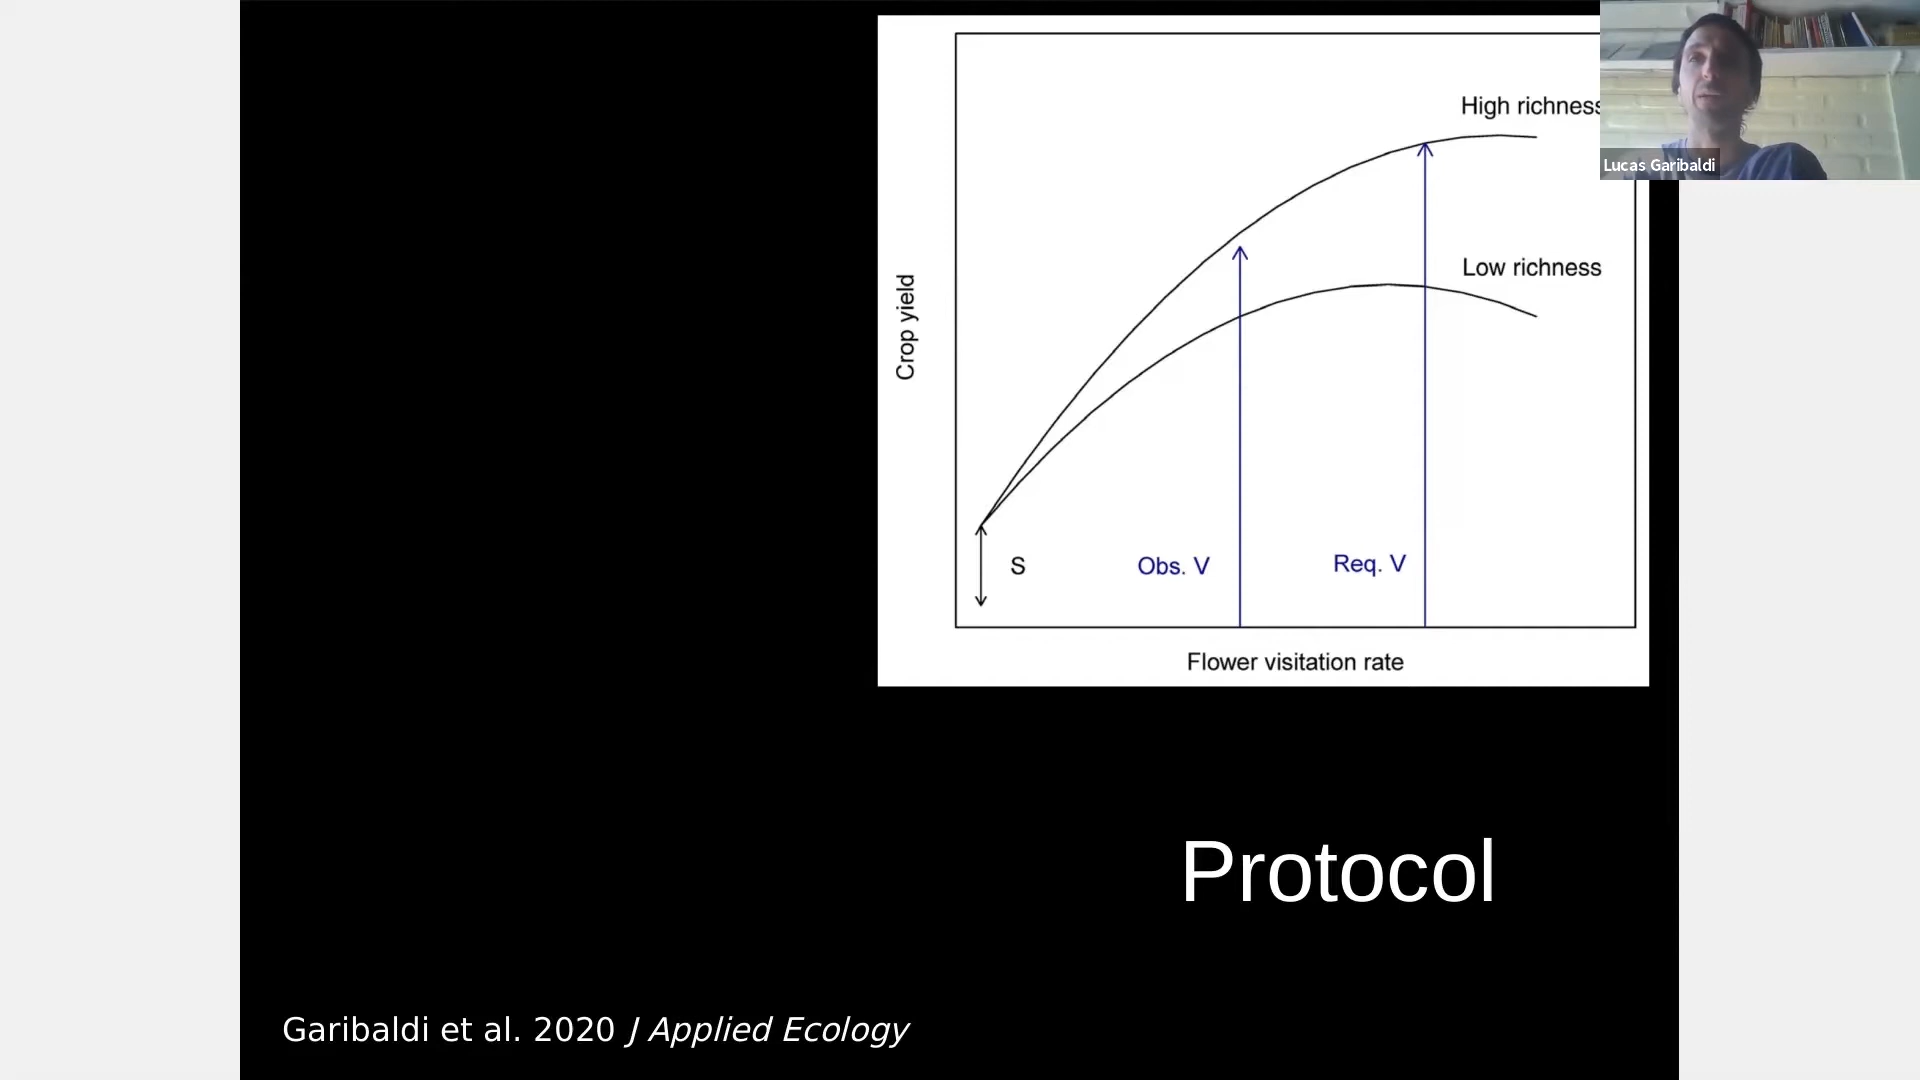 High richness
Lucas Garibaldi
Low richness
Crop yield
S
Obs. V
Req. V
Flower visitation rate
Protocol
Garibaldi et al. 2020 J Applied Ecology